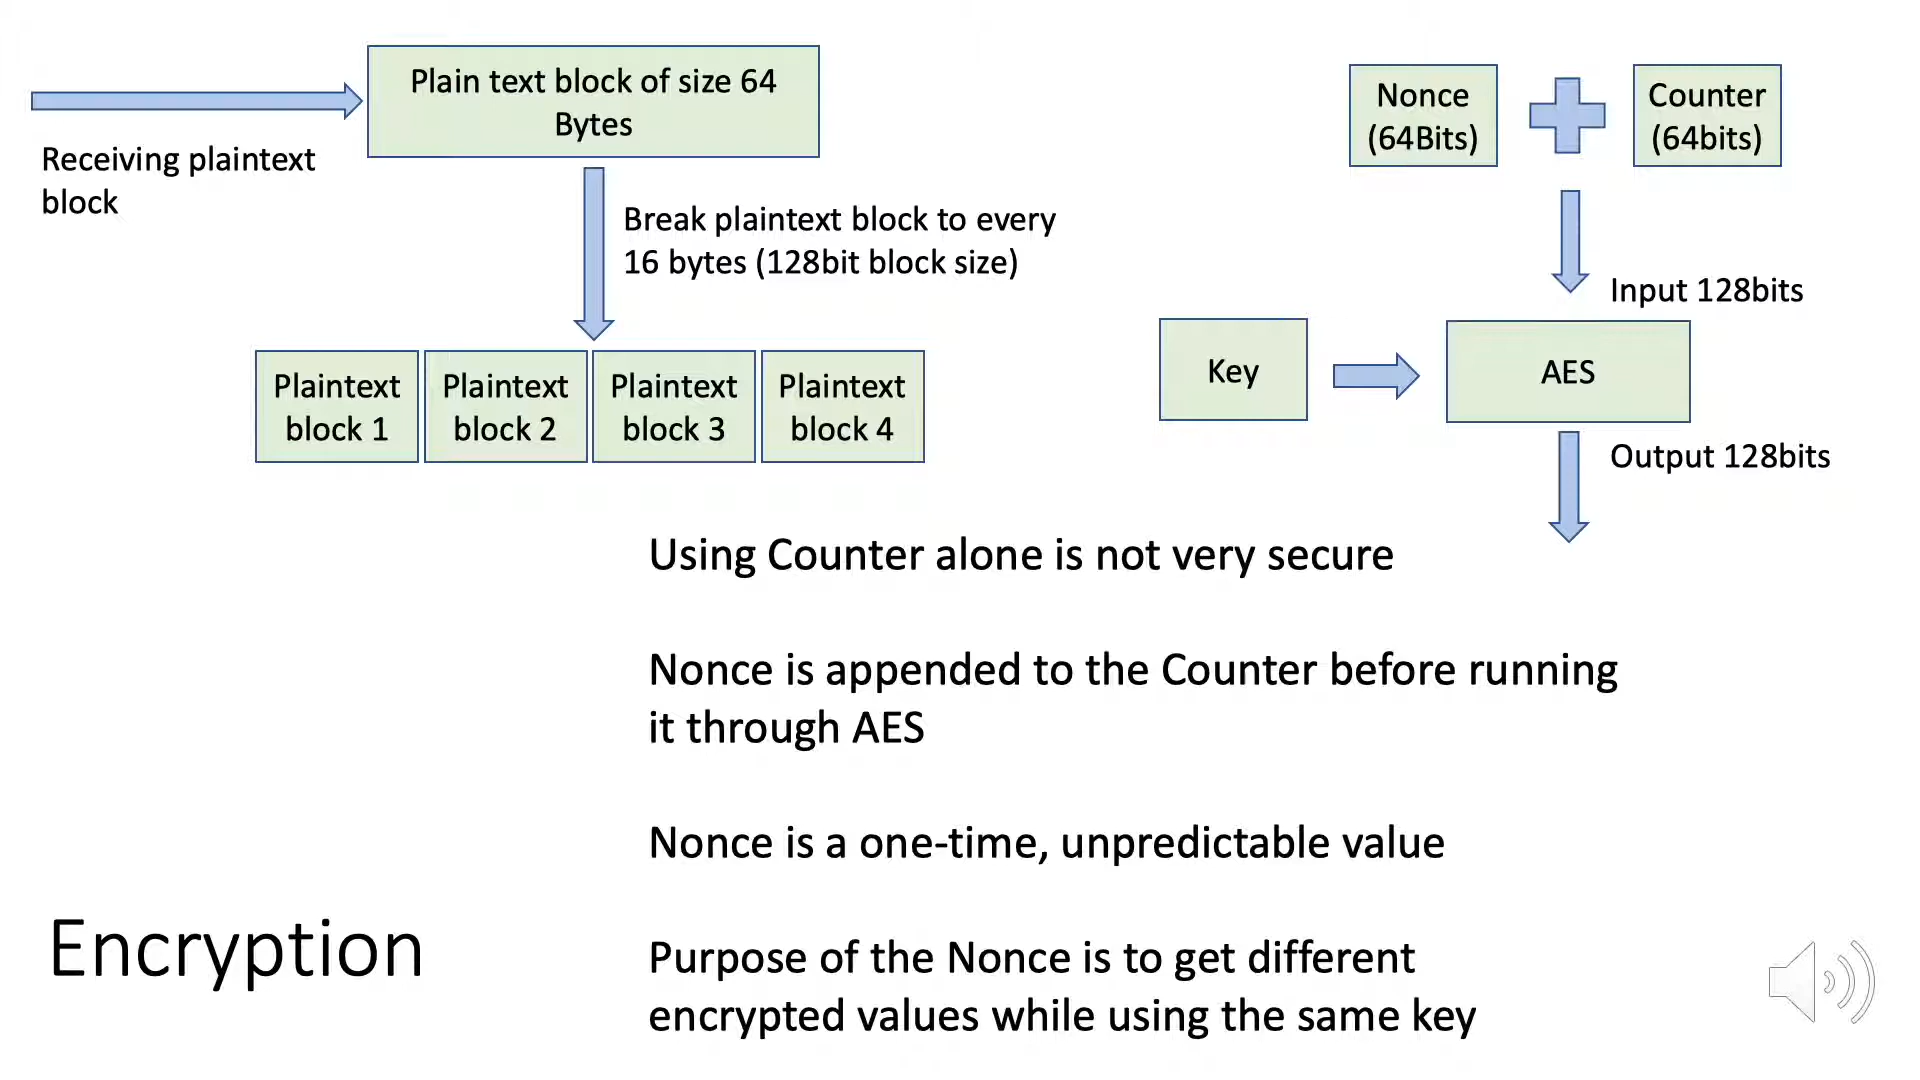 Plain text block of size 64
Bytes
Receiving plaintext
block
Break plaintext block to every
16 bytes (128bit block size)
Plaintext
block 1
Plaintext
block 2
Plaintext
block 3
Plaintext
block 4
Nonce
(64Bits)
Counter
(64bits)
Input 128bits
Key
AES
Output 128bits
Using Counter alone is not very secure
Nonce is appended to the Counter before running
it through AES
Nonce is a one-time, unpredictable value
Purpose of the Nonce is to get different
encrypted values while using the same key
Encryption